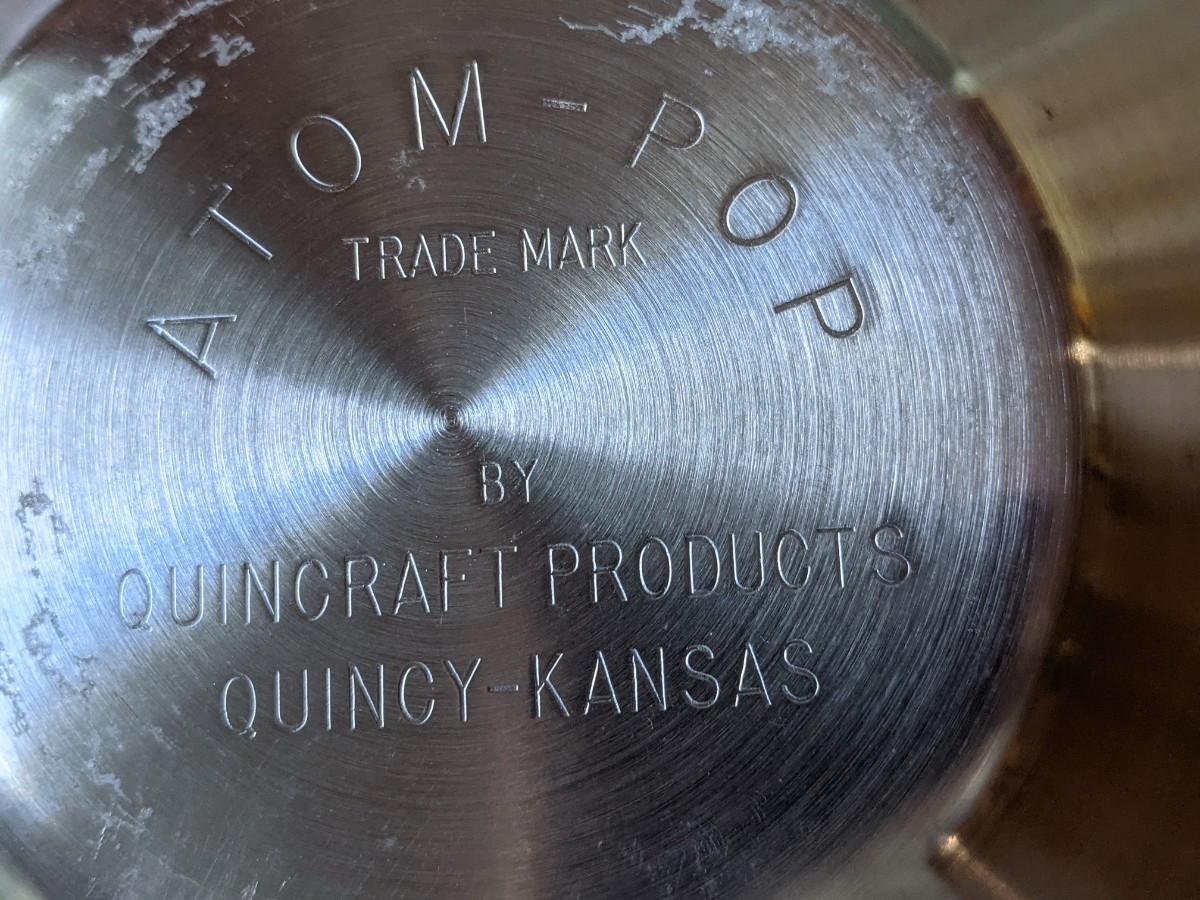 ATOM-POP
TRADE MARK
BY
QUINCRAFT PRODUCTS
QUINCY-KANSAS